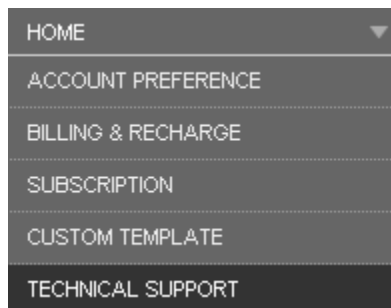 HOME
ACCOUNT PREFERENCE
BILLING & RECHARGE
SUBSCRIPTION
CUSTOM TEMPLATE
TECHNICAL SUPPORT